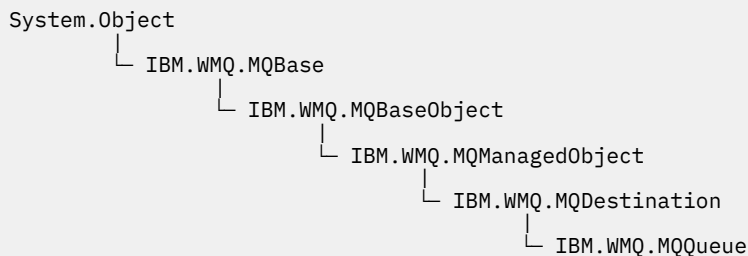 System.Object
IBM.WMQ.MQBase
IBM.WMQ.MQBaseObject
IBM.WMQ.MQManagedObject
IBM.WMQ.MQDestination
IBM.WMQ.MQQueue